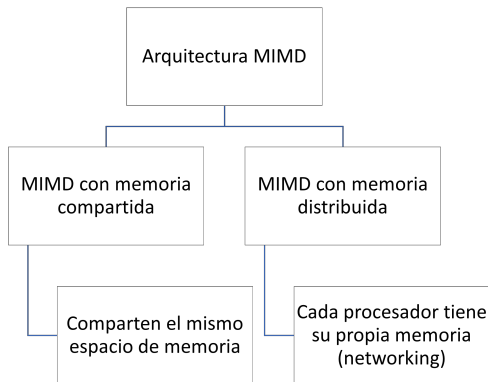 Arquitectura MIMD
MIMD con memoria
compartida
MIMD con memoria
distribuida
Comparten el mismo
espacio de memoria
Cada procesador tiene
su propia memoria
(networking)